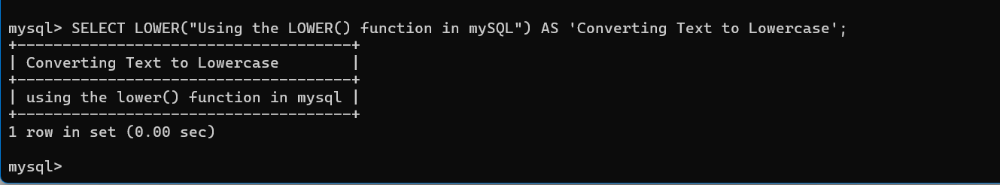 mysql> SELECT LOWER("Using the LOWER() function in mySQL") AS 'Converting Text to Lowercase';
+-------------------------------------+
| Converting Text to Lowercase        |
+-------------------------------------+
| using the lower() function in mysql |
+-------------------------------------+
1 row in set (0.00 sec)
mysql>